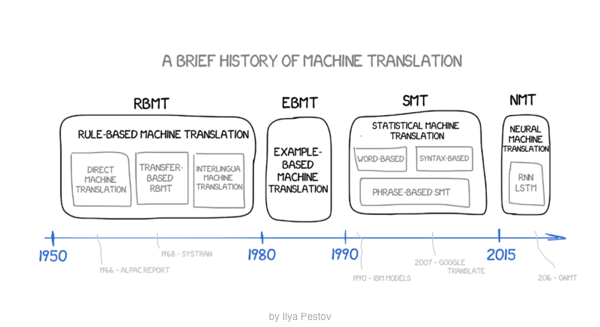 A BRIEF HISTORY OF MACHINE TRANSLATION
RBMT
EBMT
SMT
NMT
RULE-BASED MACHINE TRANSLATION
DIRECT
MACHINE
TRANSLATION
TRANSFER-
BASED
RBMT
INTERLINGUA
MACHINE
TRANSLATION
EXAMPLE-
BASED
MACHINE
TRANSLATION
STATISTICAL MACHINE
TRANSLATION
WORD-BASED
SYNTAX-BASED
PHRASE-BASED SMT
NEURAL
MACHINE
TRANSLATION
RNN
LSTM
1950
1980
1990
2015
1966 - ALPAC REPORT
1968 - SYSTRAN
1990 - IBM MODELS
2007 - GOOGLE
TRANSLATE
2016 - GNMT
by Ilya Pestov